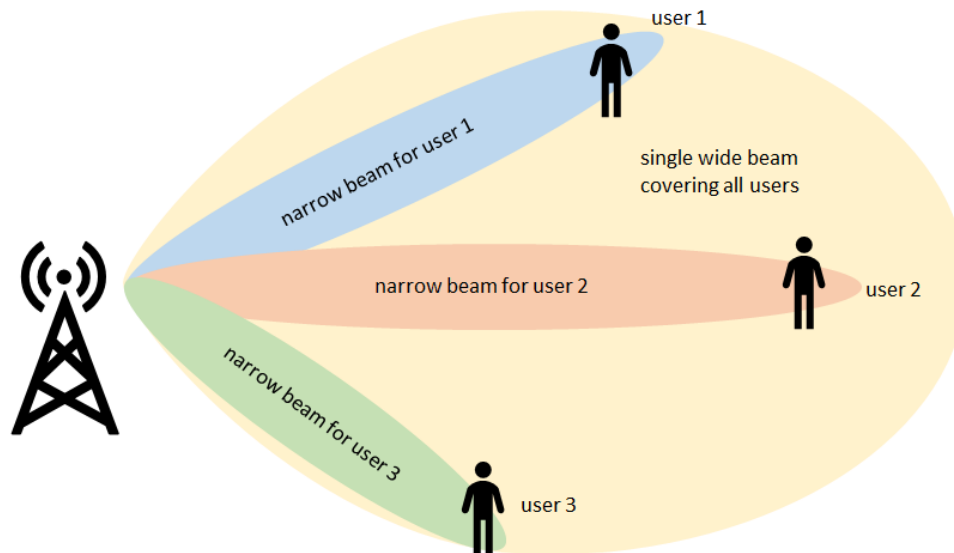 user 1
narrow beam for user 1
single wide beam
covering all users
narrow beam for user 2
user 2
narrow beam for user 3
user 3